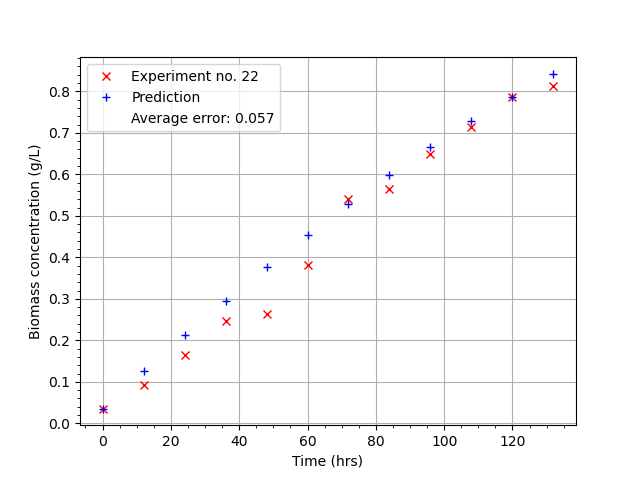 Experiment no. 22
Prediction
Average error: 0.057
Biomass concentration (g/L)
0.8
0.7
0.6
0.5
0.4
0.3
0.2
0.1
0.0
0 20 40 60 80 100 120
Time (hrs)